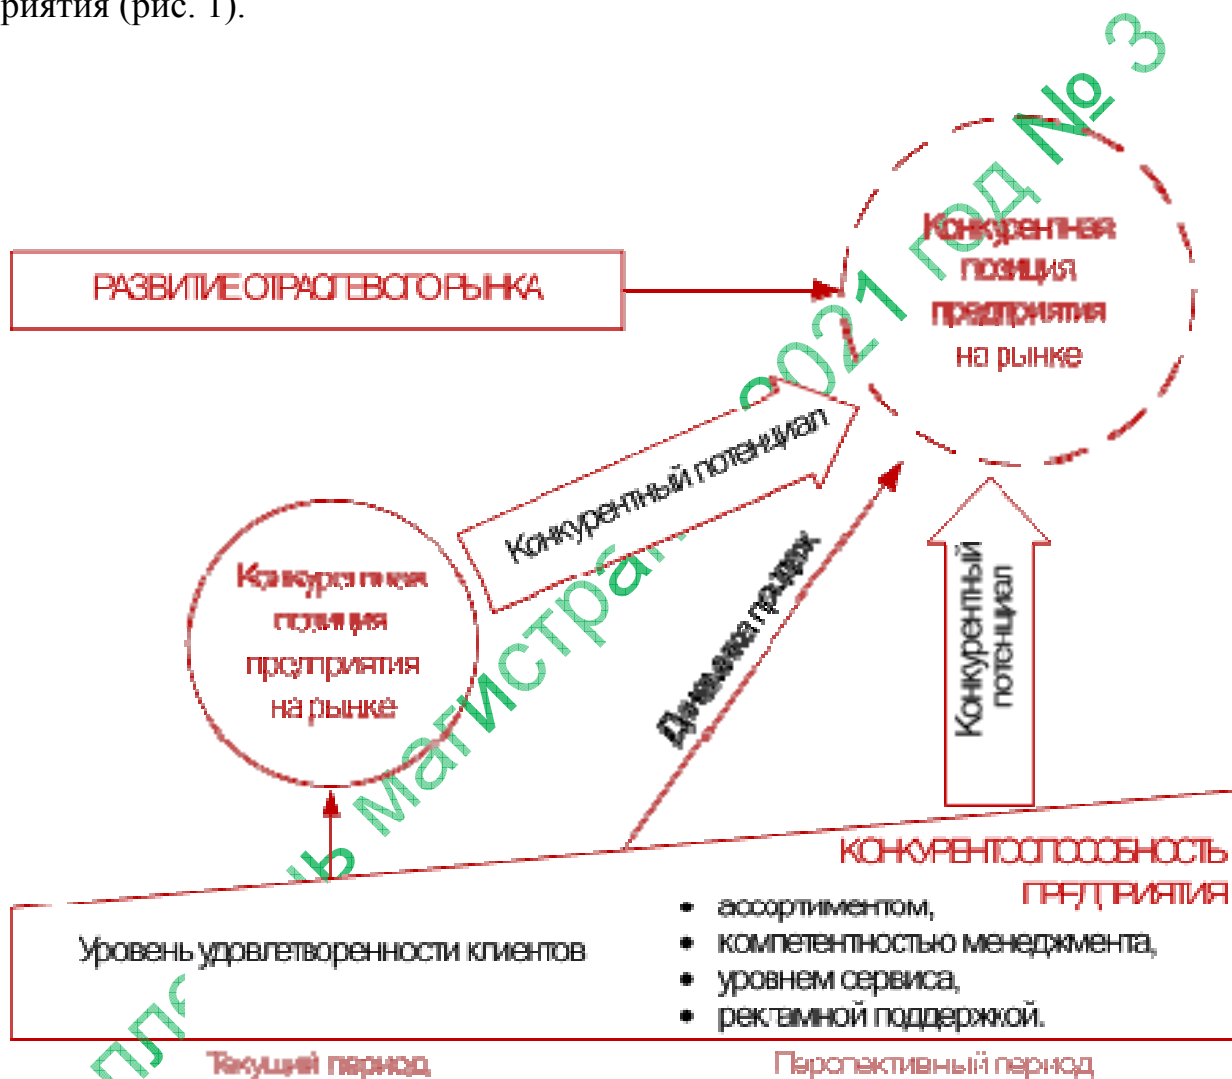 риятия (рис. 1).
№ 3
2021 год
РАЗВИТИЕ ОТРАСЛЕВОГО РЫНКА
Конкурентная
позиция
предприятия
на рынке
Конкурентный потенциал
Конкурентная
позиция
предприятия
на рынке
Динамика продаж
Конкурентный
потенциал
КОНКУРЕНТОСПОСОБНОСТЬ
ПРЕДПРИЯТИЯ
Уровень удовлетворенности клиентов
• ассортиментом,
• компетентностью менеджмента,
• уровнем сервиса,
• рекламной поддержкой.
Текущий период
Перспективный период